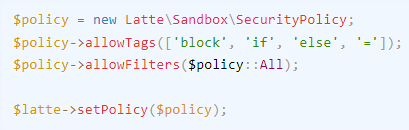 $policy = new Latte\Sandbox\SecurityPolicy;
$policy->allowTags(['block', 'if', 'else', '=']);
$policy->allowFilters($policy::All);
$latte->setPolicy($policy);